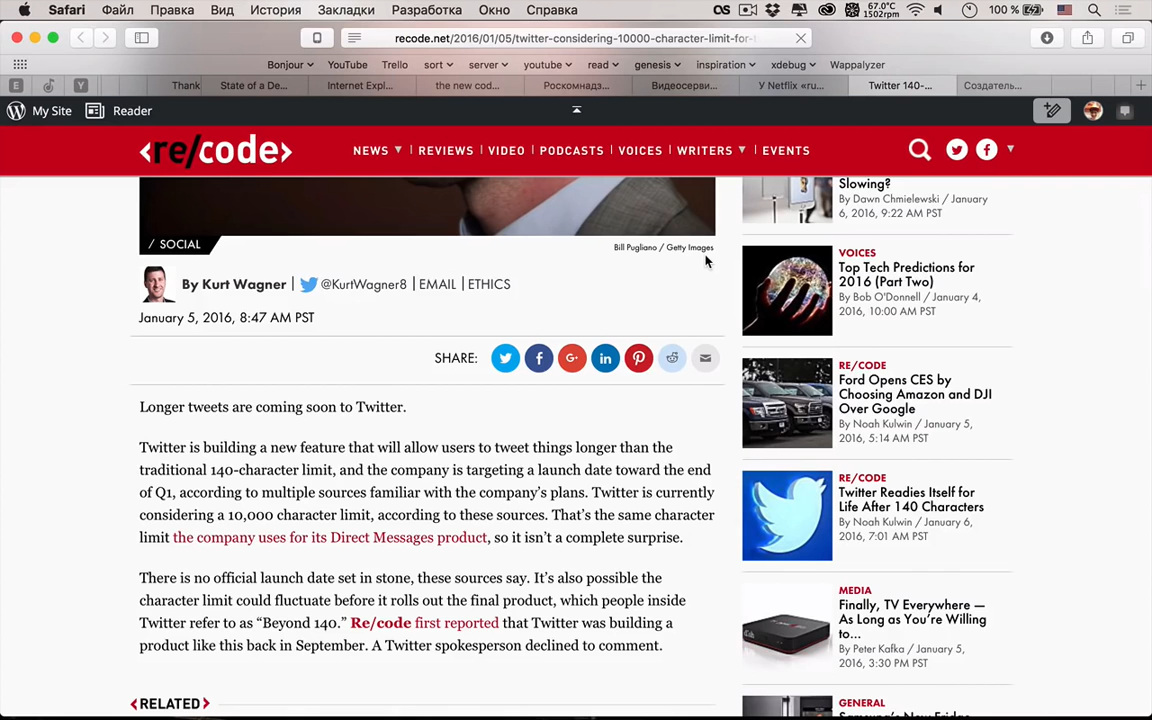 Safari Файл Правка Вид История Закладки Разработка Окно Справка
67.0°C
1502rpm
100 %
recode.net/2016/01/05/twitter-considering-10000-character-limit-for-t
Bonjour YouTube Trello sort server youtube read genesis inspiration xdebug Wappalyzer
E Y Thank State of a De... Internet Expl... the new cod... Роскомнадз... Видеосерви... У Netflix «ru... Twitter 140-... Создатель...
My Site Reader
<re/code> NEWS | REVIEWS | VIDEO | PODCASTS | VOICES | WRITERS | EVENTS
/ SOCIAL
Bill Pugliano / Getty Images
By Kurt Wagner | @KurtWagner8 | EMAIL | ETHICS
January 5, 2016, 8:47 AM PST
SHARE:
Longer tweets are coming soon to Twitter.
Twitter is building a new feature that will allow users to tweet things longer than the
traditional 140-character limit, and the company is targeting a launch date toward the end
of Q1, according to multiple sources familiar with the company’s plans. Twitter is currently
considering a 10,000 character limit, according to these sources. That’s the same character
limit the company uses for its Direct Messages product, so it isn’t a complete surprise.
There is no official launch date set in stone, these sources say. It’s also possible the
character limit could fluctuate before it rolls out the final product, which people inside
Twitter refer to as “Beyond 140.” Re/code first reported that Twitter was building a
product like this back in September. A Twitter spokesperson declined to comment.
RELATED
Slowing?
By Dawn Chmielewski / January
6, 2016, 9:22 AM PST
VOICES
Top Tech Predictions for
2016 (Part Two)
By Bob O'Donnell / January 4,
2016, 10:00 AM PST
RE/CODE
Ford Opens CES by
Choosing Amazon and DJI
Over Google
By Noah Kulwin / January 5,
2016, 5:14 AM PST
RE/CODE
Twitter Readies Itself for
Life After 140 Characters
By Noah Kulwin / January 6,
2016, 7:01 AM PST
MEDIA
Finally, TV Everywhere —
As Long as You’re Willing
to...
By Peter Kafka / January 5,
2016, 3:30 PM PST
GENERAL
Samsung's New Fridge